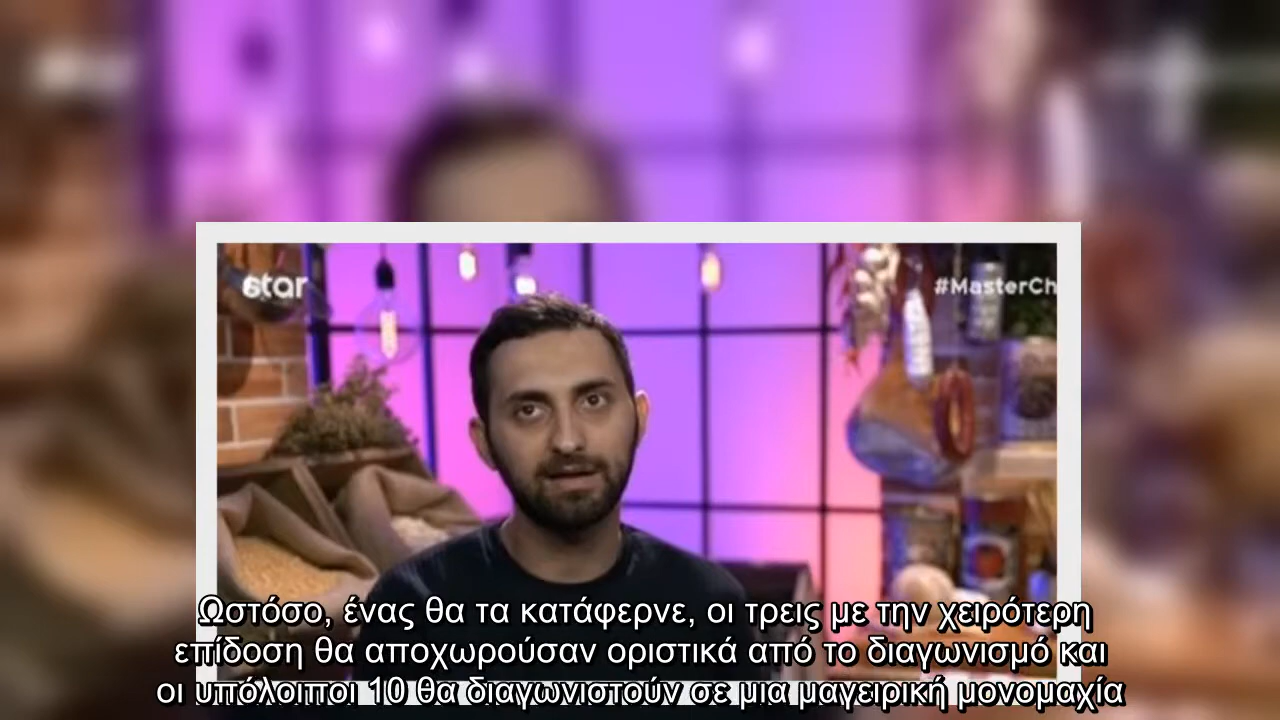 star
#MasterCh
Ωστόσο, ένας θα τα κατάφερνε, οι τρεις με την χειρότερη
επίδοση θα αποχωρούσαν οριστικά από το διαγωνισμό και
οι υπόλοιποι 10 θα διαγωνιστούν σε μια μαγειρική μονομαχία